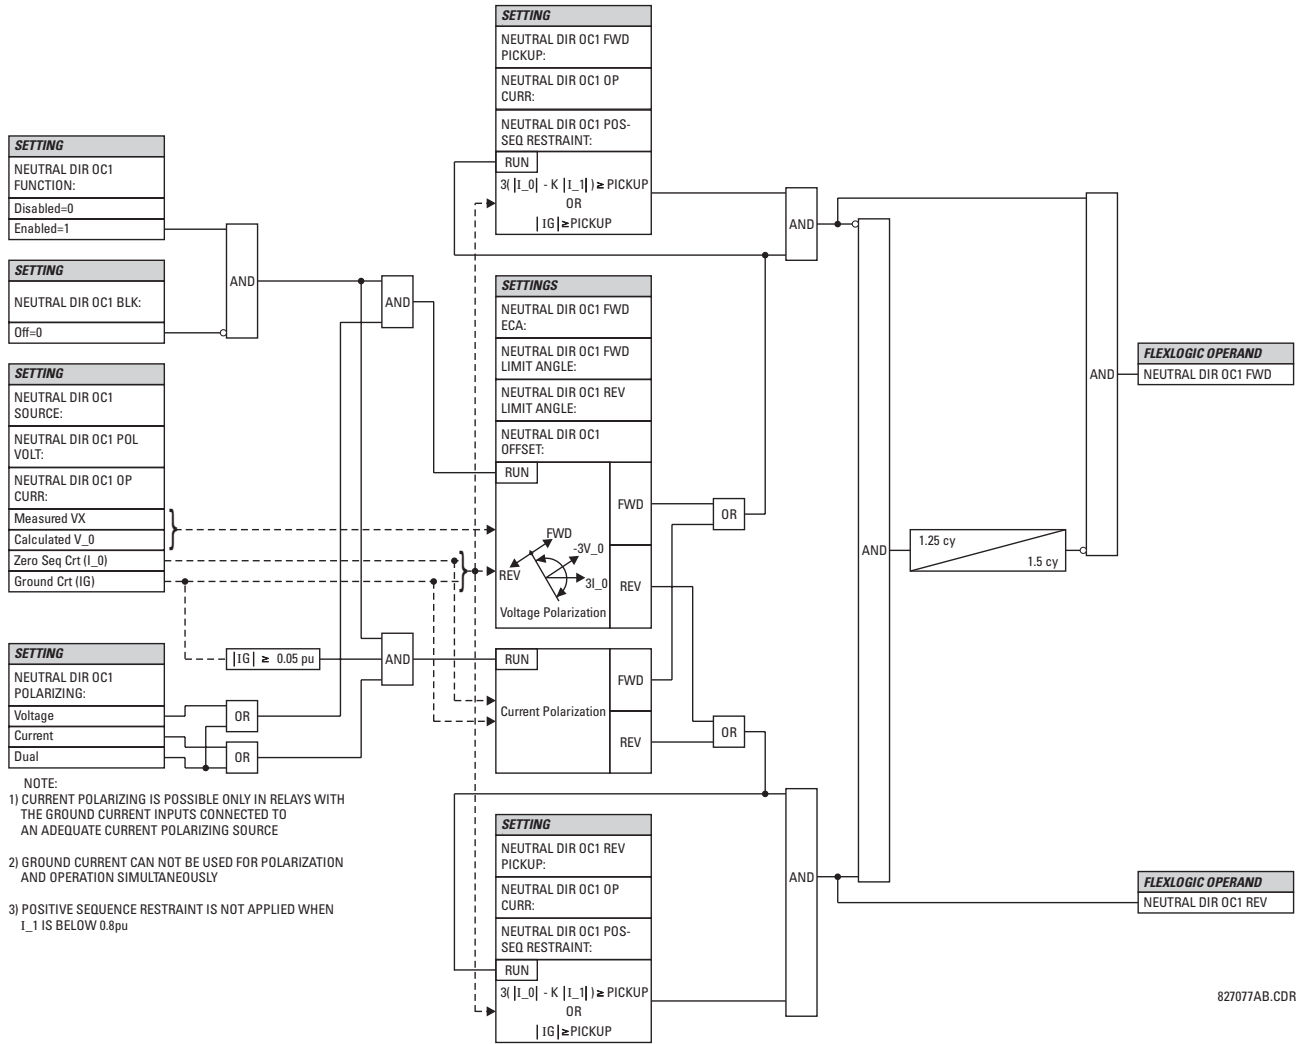 SETTING
NEUTRAL DIR OC1
FUNCTION:
Disabled=0
Enabled=1
SETTING
NEUTRAL DIR OC1 BLK:
Off=0
SETTING
NEUTRAL DIR OC1
SOURCE:
NEUTRAL DIR OC1 POL
VOLT:
NEUTRAL DIR OC1 OP
CURR:
Measured VX
Calculated V_0
Zero Seq Crt (I_0)
Ground Crt (IG)
SETTING
NEUTRAL DIR OC1
POLARIZING:
Voltage
Current
Dual
NOTE:
1) CURRENT POLARIZING IS POSSIBLE ONLY IN RELAYS WITH
THE GROUND CURRENT INPUTS CONNECTED TO
AN ADEQUATE CURRENT POLARIZING SOURCE
2) GROUND CURRENT CAN NOT BE USED FOR POLARIZATION
AND OPERATION SIMULTANEOUSLY
3) POSITIVE SEQUENCE RESTRAINT IS NOT APPLIED WHEN
I_1 IS BELOW 0.8pu
AND
AND
|IG| ≥ 0.05 pu
AND
OR
OR
SETTING
NEUTRAL DIR OC1 FWD
PICKUP:
NEUTRAL DIR OC1 OP
CURR:
NEUTRAL DIR OC1 POS-
SEQ RESTRAINT:
RUN
3( |I_0| - K |I_1| ) ≥ PICKUP
OR
|IG| ≥ PICKUP
SETTINGS
NEUTRAL DIR OC1 FWD
ECA:
NEUTRAL DIR OC1 FWD
LIMIT ANGLE:
NEUTRAL DIR OC1 REV
LIMIT ANGLE:
NEUTRAL DIR OC1
OFFSET:
RUN
FWD
FWD
-3V_0
REV
3I_0
REV
Voltage Polarization
RUN
FWD
Current Polarization
REV
SETTING
NEUTRAL DIR OC1 REV
PICKUP:
NEUTRAL DIR OC1 OP
CURR:
NEUTRAL DIR OC1 POS-
SEQ RESTRAINT:
RUN
3( |I_0| - K |I_1| ) ≥ PICKUP
OR
|IG| ≥ PICKUP
OR
OR
AND
AND
AND
1.25 cy
1.5 cy
AND
FLEXLOGIC OPERAND
NEUTRAL DIR OC1 FWD
FLEXLOGIC OPERAND
NEUTRAL DIR OC1 REV
827077AB.CDR